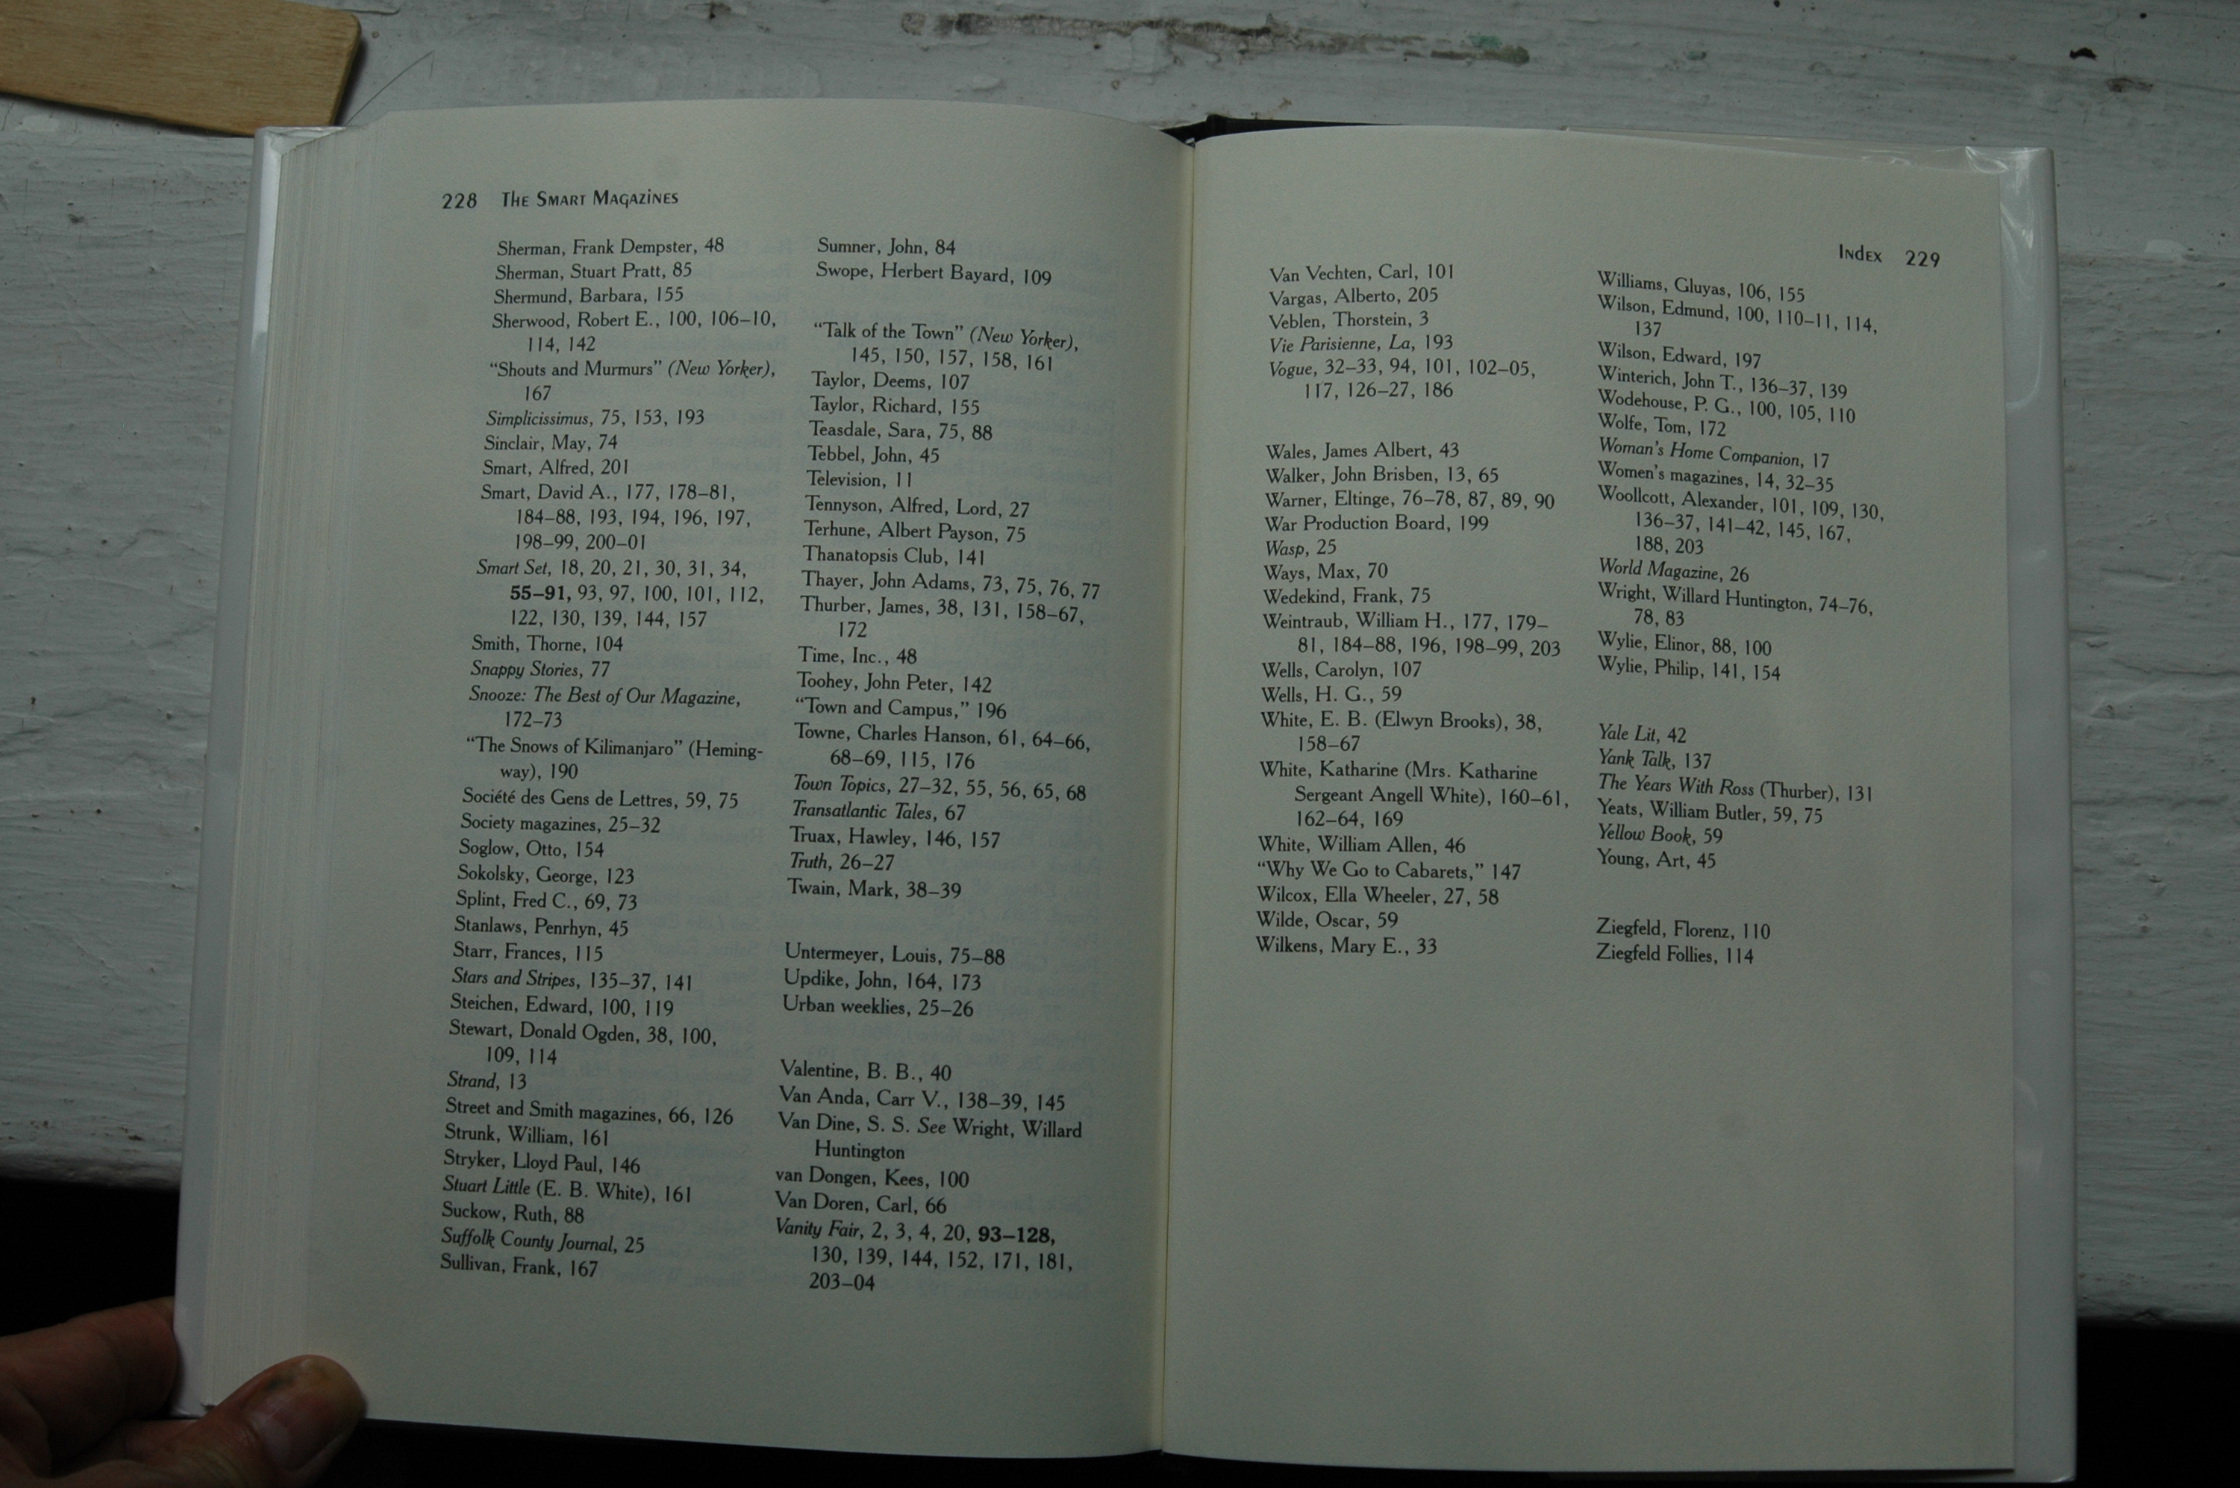 228 The Smart Magazines
Sherman, Frank Dempster, 48
Sherman, Stuart Pratt, 85
Shermund, Barbara, 155
Sherwood, Robert E., 100, 106–10,
114, 142
“Shouts and Murmurs” (New Yorker),
167
Simplicissimus, 75, 153, 193
Sinclair, May, 74
Smart, Alfred, 201
Smart, David A., 177, 178–81,
184–88, 193, 194, 196, 197,
198–99, 200–01
Smart Set, 18, 20, 21, 30, 31, 34,
55–91, 93, 97, 100, 101, 112,
122, 130, 139, 144, 157
Smith, Thorne, 104
Snappy Stories, 77
Snooze: The Best of Our Magazine,
172–73
“The Snows of Kilimanjaro” (Heming-
way), 190
Société des Gens de Lettres, 59, 75
Society magazines, 25–32
Soglow, Otto, 154
Sokolsky, George, 123
Splint, Fred C., 69, 73
Stanlaws, Penrhyn, 45
Starr, Frances, 115
Stars and Stripes, 135–37, 141
Steichen, Edward, 100, 119
Stewart, Donald Ogden, 38, 100,
109, 114
Strand, 13
Street and Smith magazines, 66, 126
Strunk, William, 161
Stryker, Lloyd Paul, 146
Stuart Little (E. B. White), 161
Suckow, Ruth, 88
Suffolk County Journal, 25
Sullivan, Frank, 167
Sumner, John, 84
Swope, Herbert Bayard, 109
“Talk of the Town” (New Yorker),
145, 150, 157, 158, 161
Taylor, Deems, 107
Taylor, Richard, 155
Teasdale, Sara, 75, 88
Tebbel, John, 45
Television, 11
Tennyson, Alfred, Lord, 27
Terhune, Albert Payson, 75
Thanatopsis Club, 141
Thayer, John Adams, 73, 75, 76, 77
Thurber, James, 38, 131, 158–67,
172
Time, Inc., 48
Toohey, John Peter, 142
“Town and Campus,” 196
Towne, Charles Hanson, 61, 64–66,
68–69, 115, 176
Town Topics, 27–32, 55, 56, 65, 68
Transatlantic Tales, 67
Truax, Hawley, 146, 157
Truth, 26–27
Twain, Mark, 38–39
Untermeyer, Louis, 75–88
Updike, John, 164, 173
Urban weeklies, 25–26
Valentine, B. B., 40
Van Anda, Carr V., 138–39, 145
Van Dine, S. S. See Wright, Willard
Huntington
van Dongen, Kees, 100
Van Doren, Carl, 66
Vanity Fair, 2, 3, 4, 20, 93–128,
130, 139, 144, 152, 171, 181,
203–04
Index 229
Van Vechten, Carl, 101
Vargas, Alberto, 205
Veblen, Thorstein, 3
Vie Parisienne, La, 193
Vogue, 32–33, 94, 101, 102–05,
117, 126–27, 186
Wales, James Albert, 43
Walker, John Brisben, 13, 65
Warner, Eltinge, 76–78, 87, 89, 90
War Production Board, 199
Wasp, 25
Ways, Max, 70
Wedekind, Frank, 75
Weintraub, William H., 177, 179–
81, 184–88, 196, 198–99, 203
Wells, Carolyn, 107
Wells, H. G., 59
White, E. B. (Elwyn Brooks), 38,
158–67
White, Katharine (Mrs. Katharine
Sergeant Angell White), 160–61,
162–64, 169
White, William Allen, 46
“Why We Go to Cabarets,” 147
Wilcox, Ella Wheeler, 27, 58
Wilde, Oscar, 59
Wilkens, Mary E., 33
Williams, Gluyas, 106, 155
Wilson, Edmund, 100, 110–11, 114,
137
Wilson, Edward, 197
Winterich, John T., 136–37, 139
Wodehouse, P. G., 100, 105, 110
Wolfe, Tom, 172
Woman’s Home Companion, 17
Women’s magazines, 14, 32–35
Woollcott, Alexander, 101, 109, 130,
136–37, 141–42, 145, 167,
188, 203
World Magazine, 26
Wright, Willard Huntington, 74–76,
78, 83
Wylie, Elinor, 88, 100
Wylie, Philip, 141, 154
Yale Lit, 42
Yank Talk, 137
The Years With Ross (Thurber), 131
Yeats, William Butler, 59, 75
Yellow Book, 59
Young, Art, 45
Ziegfeld, Florenz, 110
Ziegfeld Follies, 114